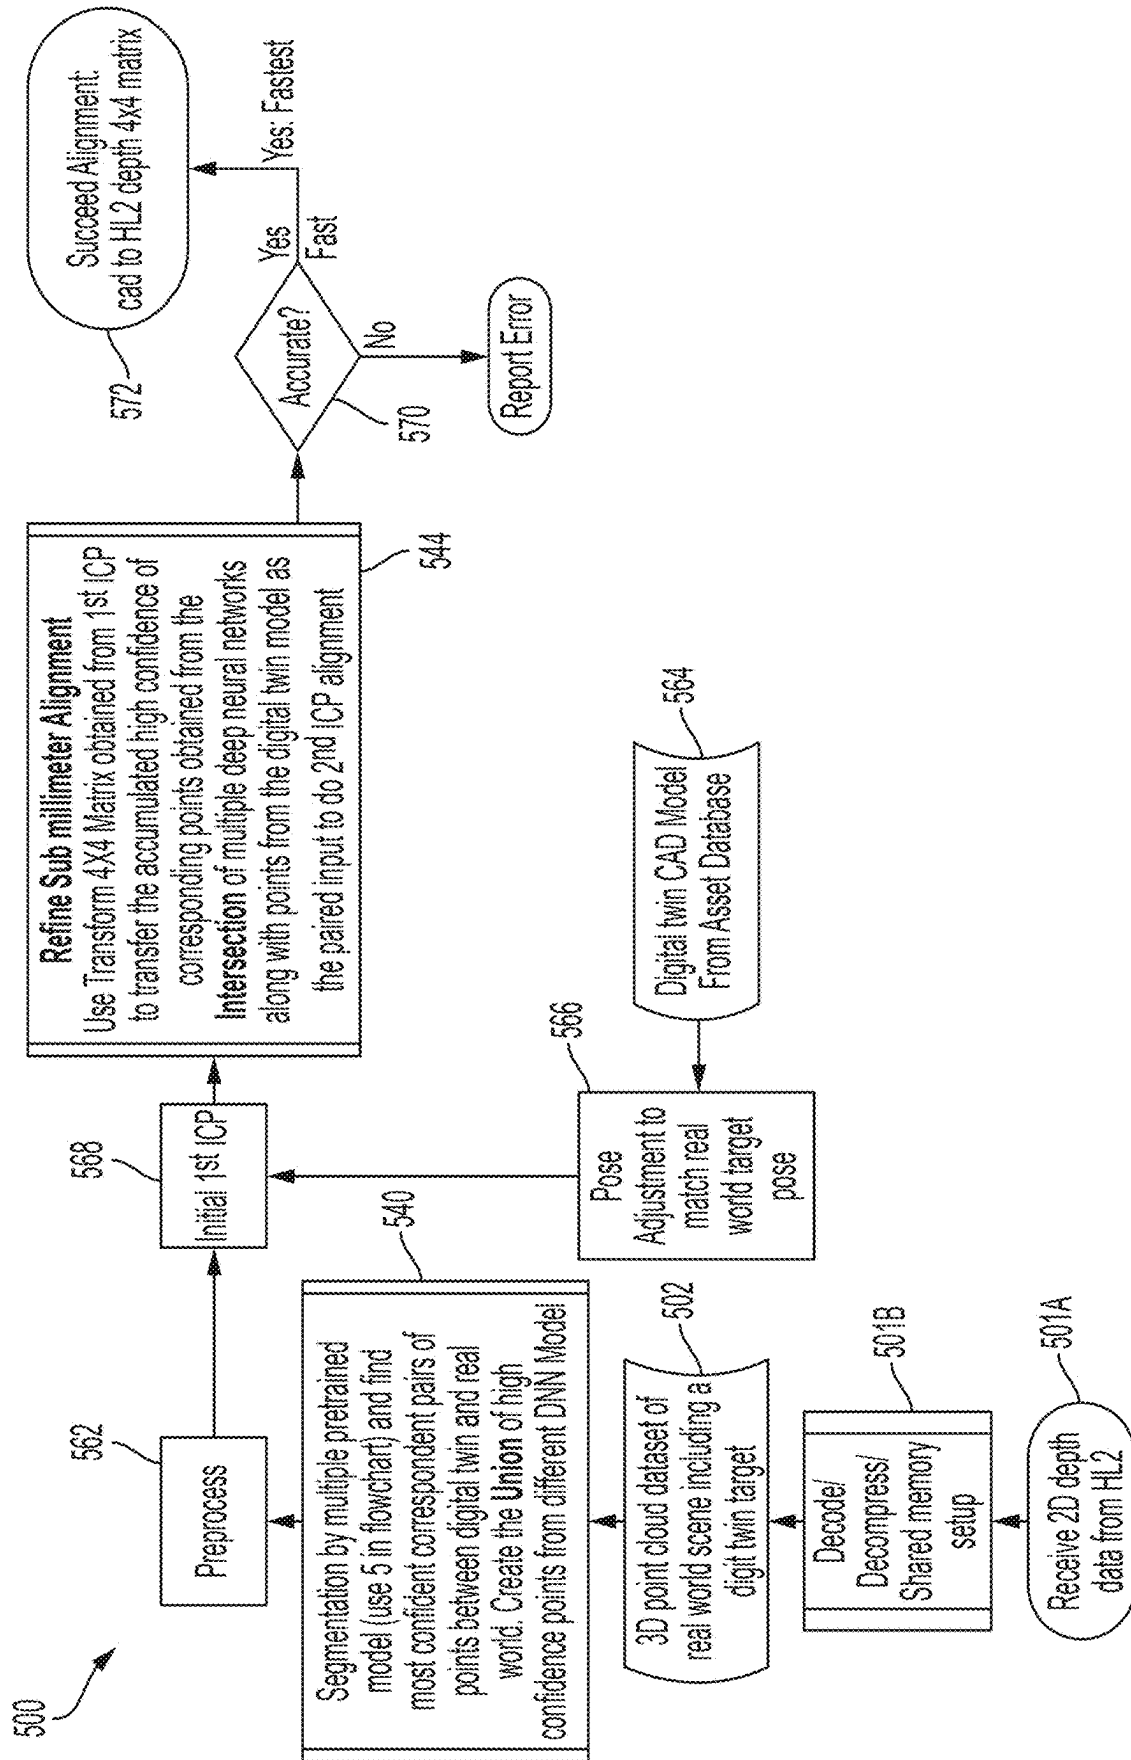 500
Receive 2D depth
data from HL2
501A
Decode/
Decompress/
Shared memory
setup
501B
3D point cloud dataset of
real world scene including a
digit twin target
502
Segmentation by multiple pretrained
model (use 5 in flowchart) and find
most confident correspondent pairs of
points between digital twin and real
world. Create the Union of high
confidence points from different DNN Model
540
Preprocess
562
Digital twin CAD Model
From Asset Database
564
Pose
Adjustment to
match real
world target
pose
566
Initial 1st ICP
568
Refine Sub millimeter Alignment
Use Transform 4X4 Matrix obtained from 1st ICP
to transfer the accumulated high confidence of
corresponding points obtained from the
Intersection of multiple deep neural networks
along with points from the digital twin model as
the paired input to do 2nd ICP alignment
544
Accurate?
570
No
Report Error
Yes
Fast
Yes: Fastest
Succeed Alignment:
cad to HL2 depth 4x4 matrix
572